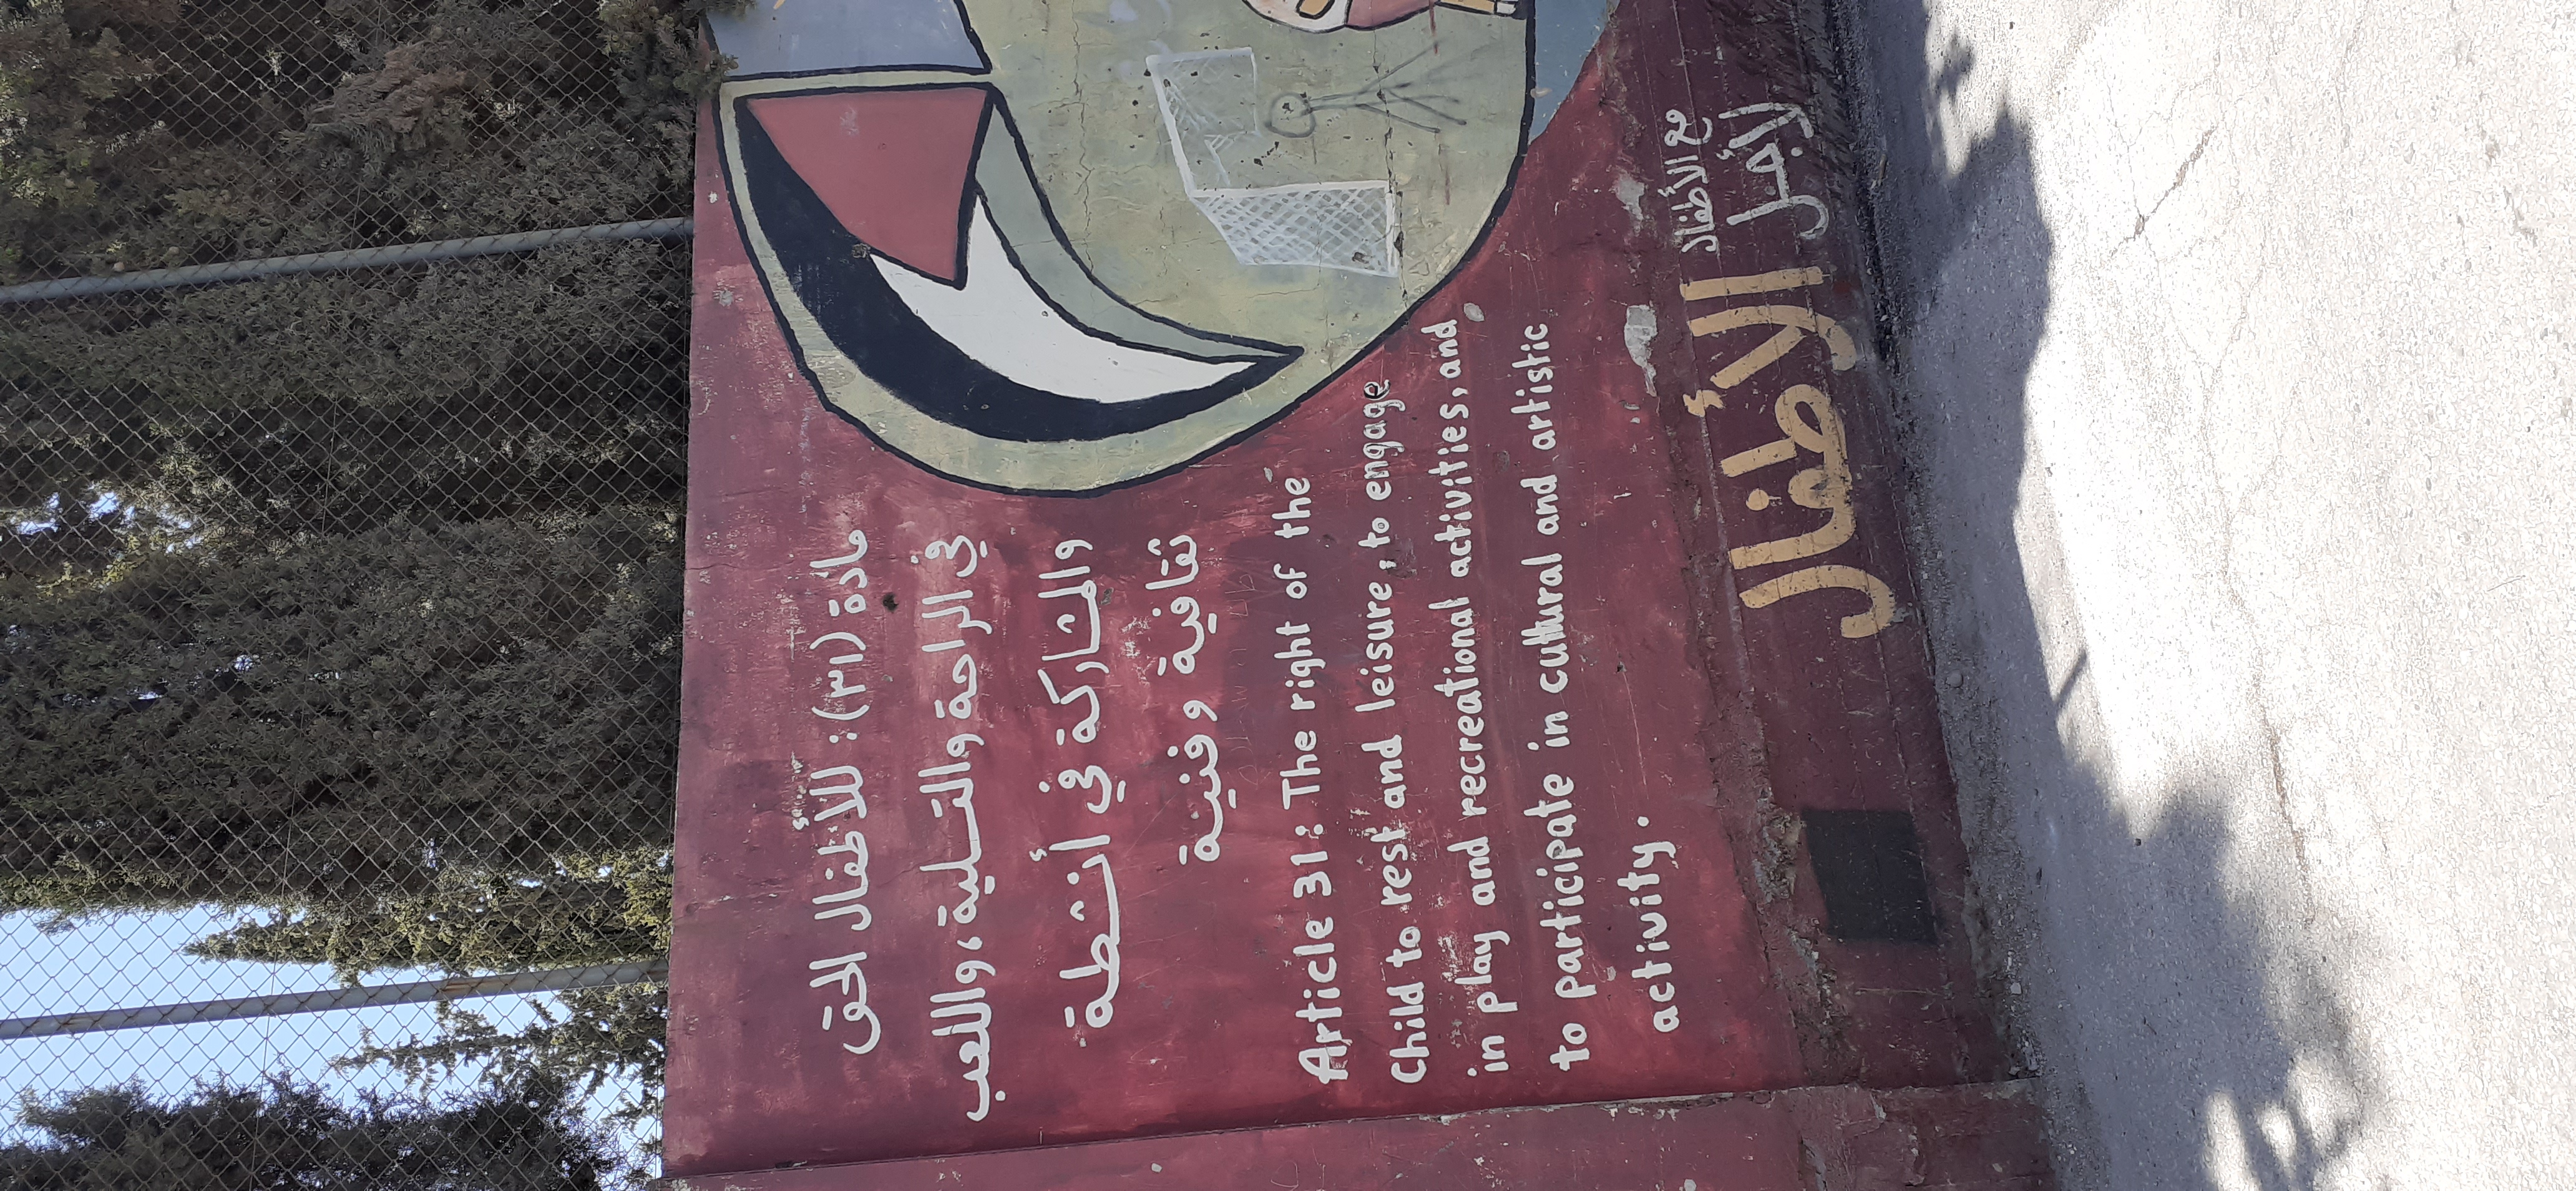 مادة (٣١): للأطفال الحق
في الراحة والتسلية، واللعب
والمشاركة في أنشطة
ثقافية وفنية
Article 31: The right of the
Child to rest and leisure, to engage
in play and recreational activities, and
to participate in cultural and artistic
activity.
مع الأطفال
لأجل
الأطفال